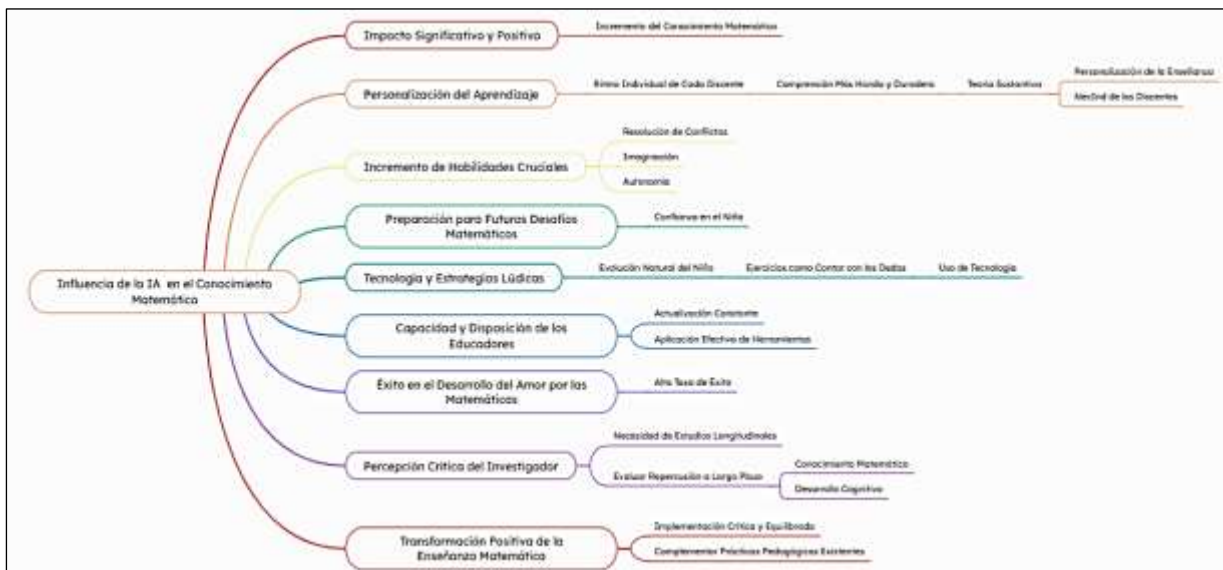 Influencia de la IA en el Conocimiento
Matemático
Impacto Significativo y Positivo
Incremento del Conocimiento Matemático
Personalización del Aprendizaje
Ritmo Individual de Cada Discente
Comprensión Más Honda y Duradera
Teoría Sustantiva
Personalización de la Enseñanza
de los Discentes
Incremento de Habilidades Cruciales
Resolución de Conflictos
Imaginación
Autonomía
Preparación para Futuros Desafíos
Matemáticos
Confianza en el Niño
Tecnología y Estrategias Lúdicas
Evolución Natural del Niño
Ejercicios como Contar con los Dedos
Uso de Tecnología
Capacidad y Disposición de los
Educadores
Actualización Constante
Aplicación Efectiva de Herramientas
Éxito en el Desarrollo del Amor por las
Matemáticas
Alta Tasa de Éxito
Percepción Crítica del Investigador
Necesidad de Estudios Longitudinales
Evaluar Repercusión a Largo Plazo
Conocimiento Matemático
Desarrollo Cognitivo
Transformación Positiva de la
Enseñanza Matemática
Implementación Crítica y Equilibrada
Complementar Prácticas Pedagógicas Existentes